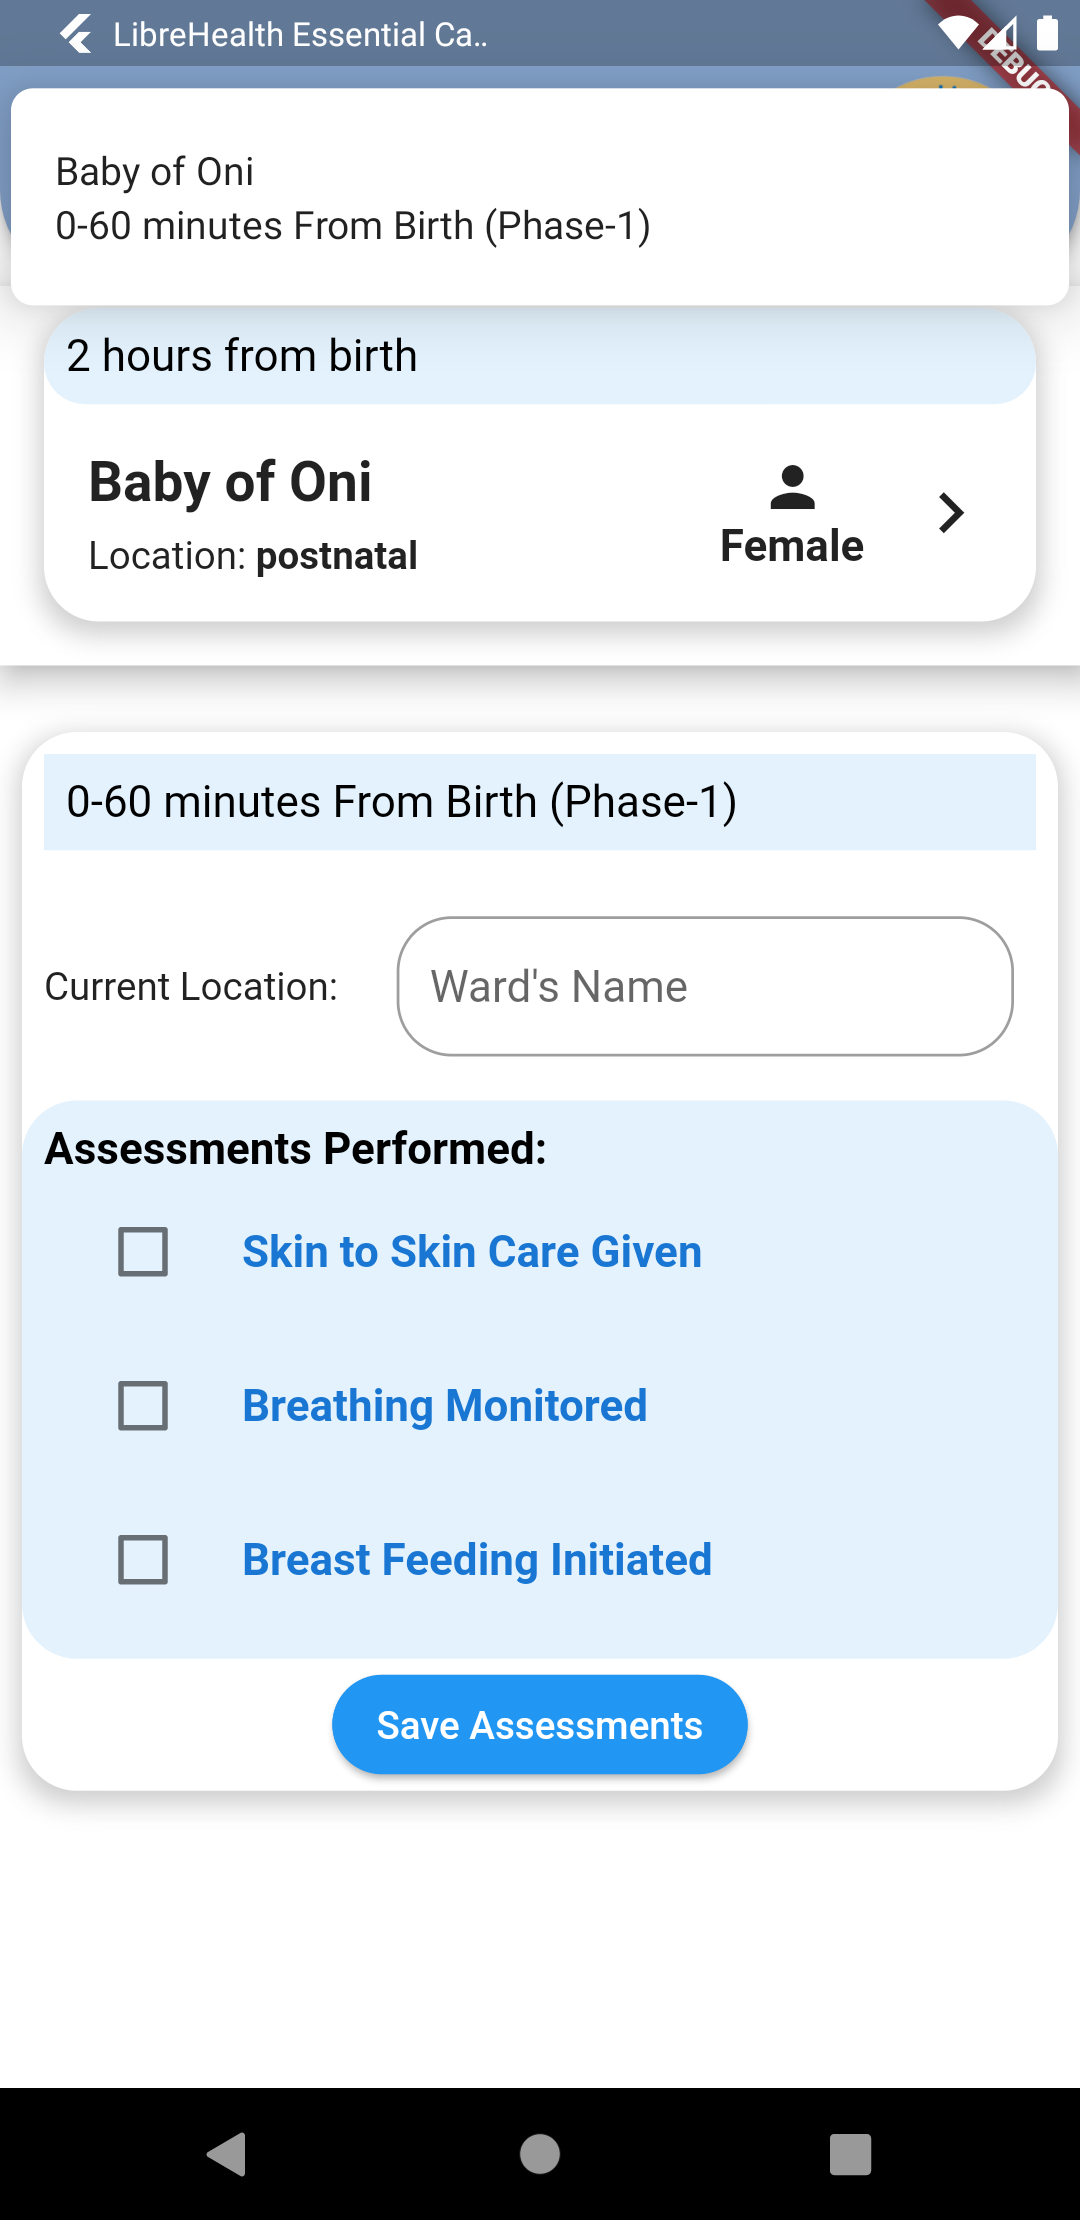 LibreHealth Essential Ca..
DEBUG
Baby of Oni
0-60 minutes From Birth (Phase-1)
2 hours from birth
Baby of Oni
Female
Location: postnatal
0-60 minutes From Birth (Phase-1)
Current Location:
Ward's Name
Assessments Performed:
Skin to Skin Care Given
Breathing Monitored
Breast Feeding Initiated
Save Assessments